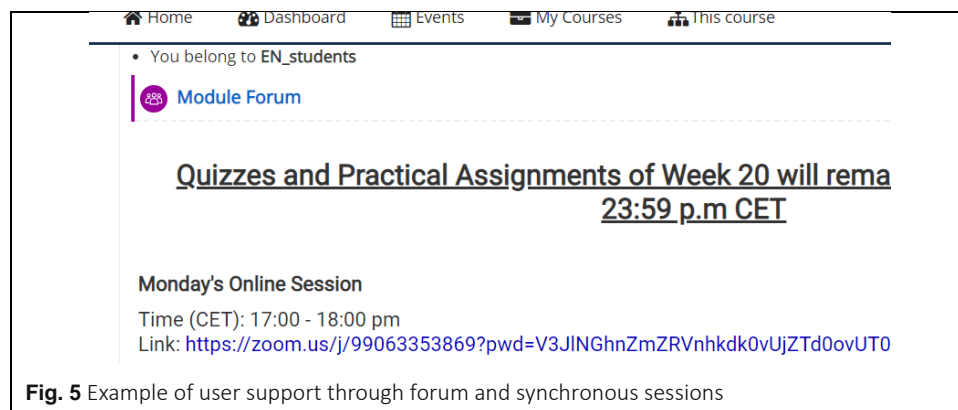 Home Dashboard Events My Courses This course
• You belong to EN_students
Module Forum
Quizzes and Practical Assignments of Week 20 will rema
23:59 p.m CET
Monday's Online Session
Time (CET): 17:00 - 18:00 pm
Link: https://zoom.us/j/99063353869?pwd=V3JlNGhnZmZRVnhkdk0vUjZTd0ovUT0
Fig. 5 Example of user support through forum and synchronous sessions